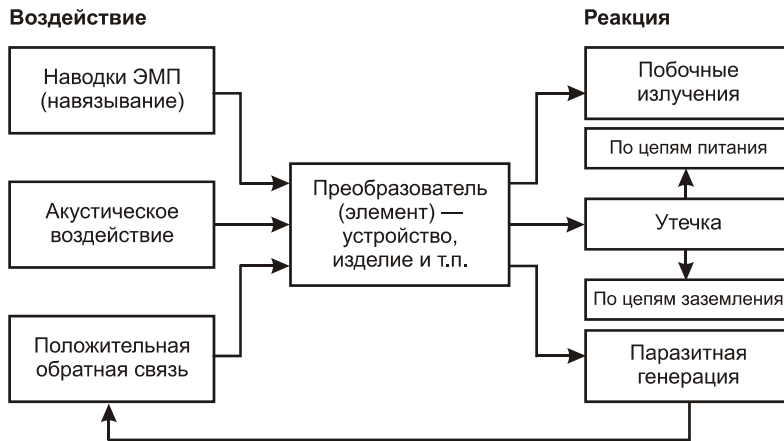 Воздействие
Реакция
Наводки ЭМП
(навязывание)
Акустическое
воздействие
Положительная
обратная связь
Преобразователь
(элемент) —
устройство,
изделие и т.п.
Побочные
излучения
По цепям питания
Утечка
По цепям заземления
Паразитная
генерация